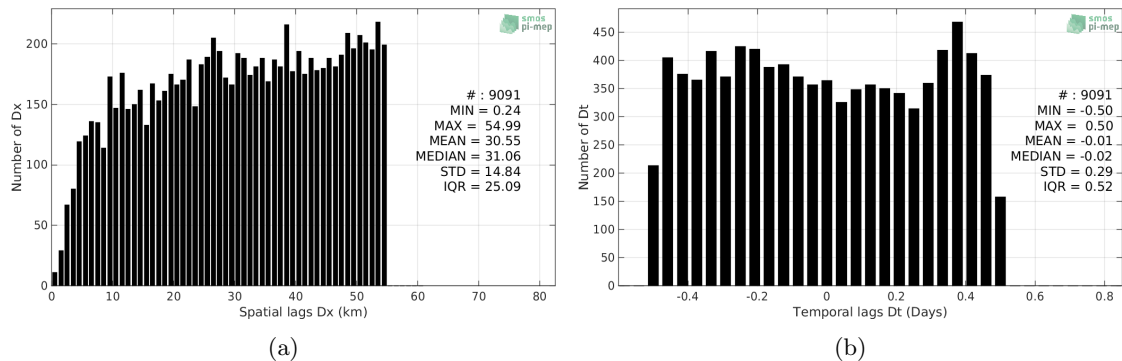 smos
pi-mep
200
150
100
50
0
Number of Dx
# : 9091
MIN = 0.24
MAX = 54.99
MEAN = 30.55
MEDIAN = 31.06
STD = 14.84
IQR = 25.09
0 10 20 30 40 50 60 70 80
Spatial lags Dx (km)
(a)
smos
pi-mep
450
400
350
300
250
200
150
100
50
0
Number of Dt
# : 9091
MIN = -0.50
MAX = 0.50
MEAN = -0.01
MEDIAN = -0.02
STD = 0.29
IQR = 0.52
-0.4 -0.2 0 0.2 0.4 0.6 0.8
Temporal lags Dt (Days)
(b)